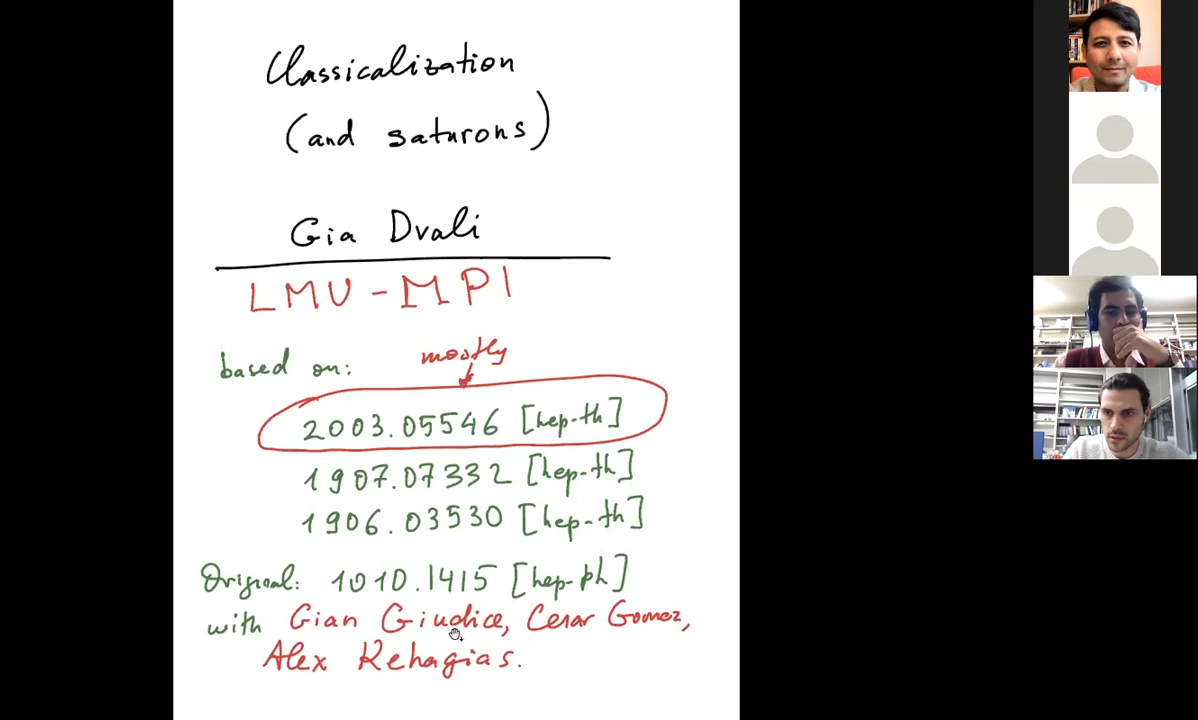 Classicalization
(and saturons)
Gia Dvali
LMU - MPI
mostly
based on:
2003.05546 [hep-th]
1907.07332 [hep-th]
1906.03530 [hep-th]
Original: 1010.1415 [hep-ph]
with Gian Giudice, Cesar Gomez,
Alex Kehagias.